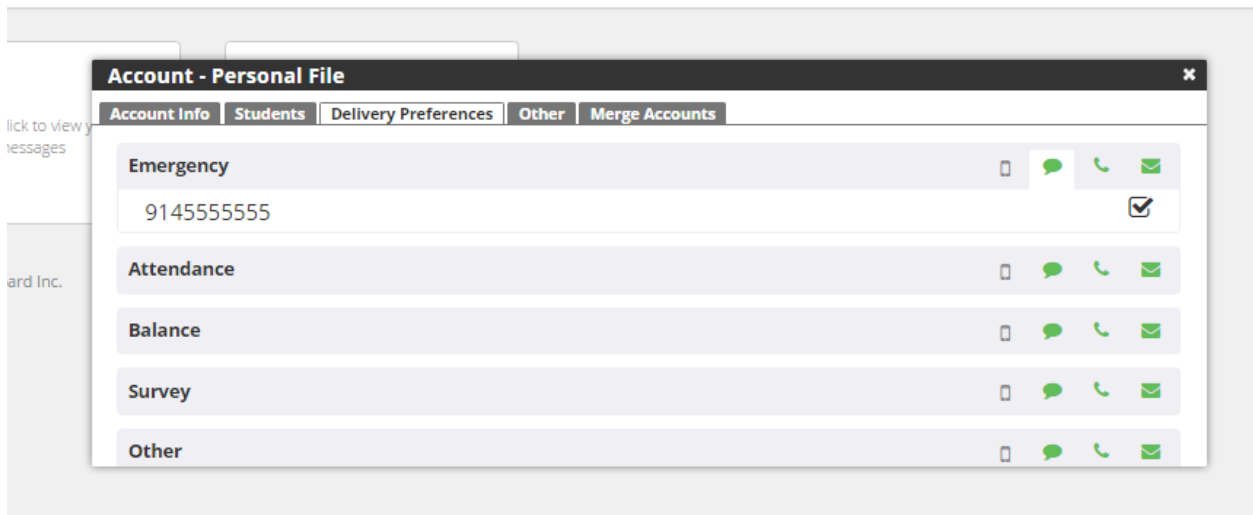 Account - Personal File
Account Info Students Delivery Preferences Other Merge Accounts
lick to view y
essages
Emergency
9145555555
Attendance
ard Inc.
Balance
Survey
Other